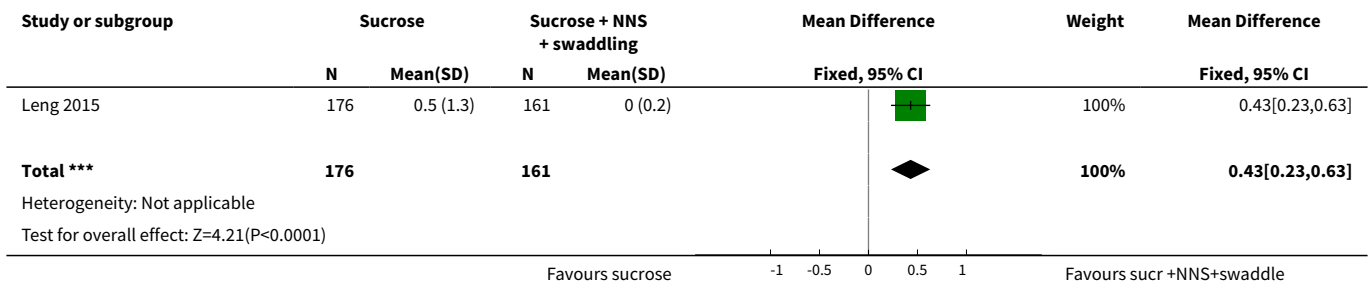 Study or subgroup Sucrose Sucrose + NNS + swaddling Mean Difference Weight Mean Difference
N Mean(SD) N Mean(SD) Fixed, 95% CI Fixed, 95% CI
Leng 2015 176 0.5 (1.3) 161 0 (0.2) 100% 0.43[0.23,0.63]
Total *** 176 161 100% 0.43[0.23,0.63]
Heterogeneity: Not applicable
Test for overall effect: Z=4.21(P<0.0001)
Favours sucrose -1 -0.5 0 0.5 1 Favours sucr +NNS+swaddle